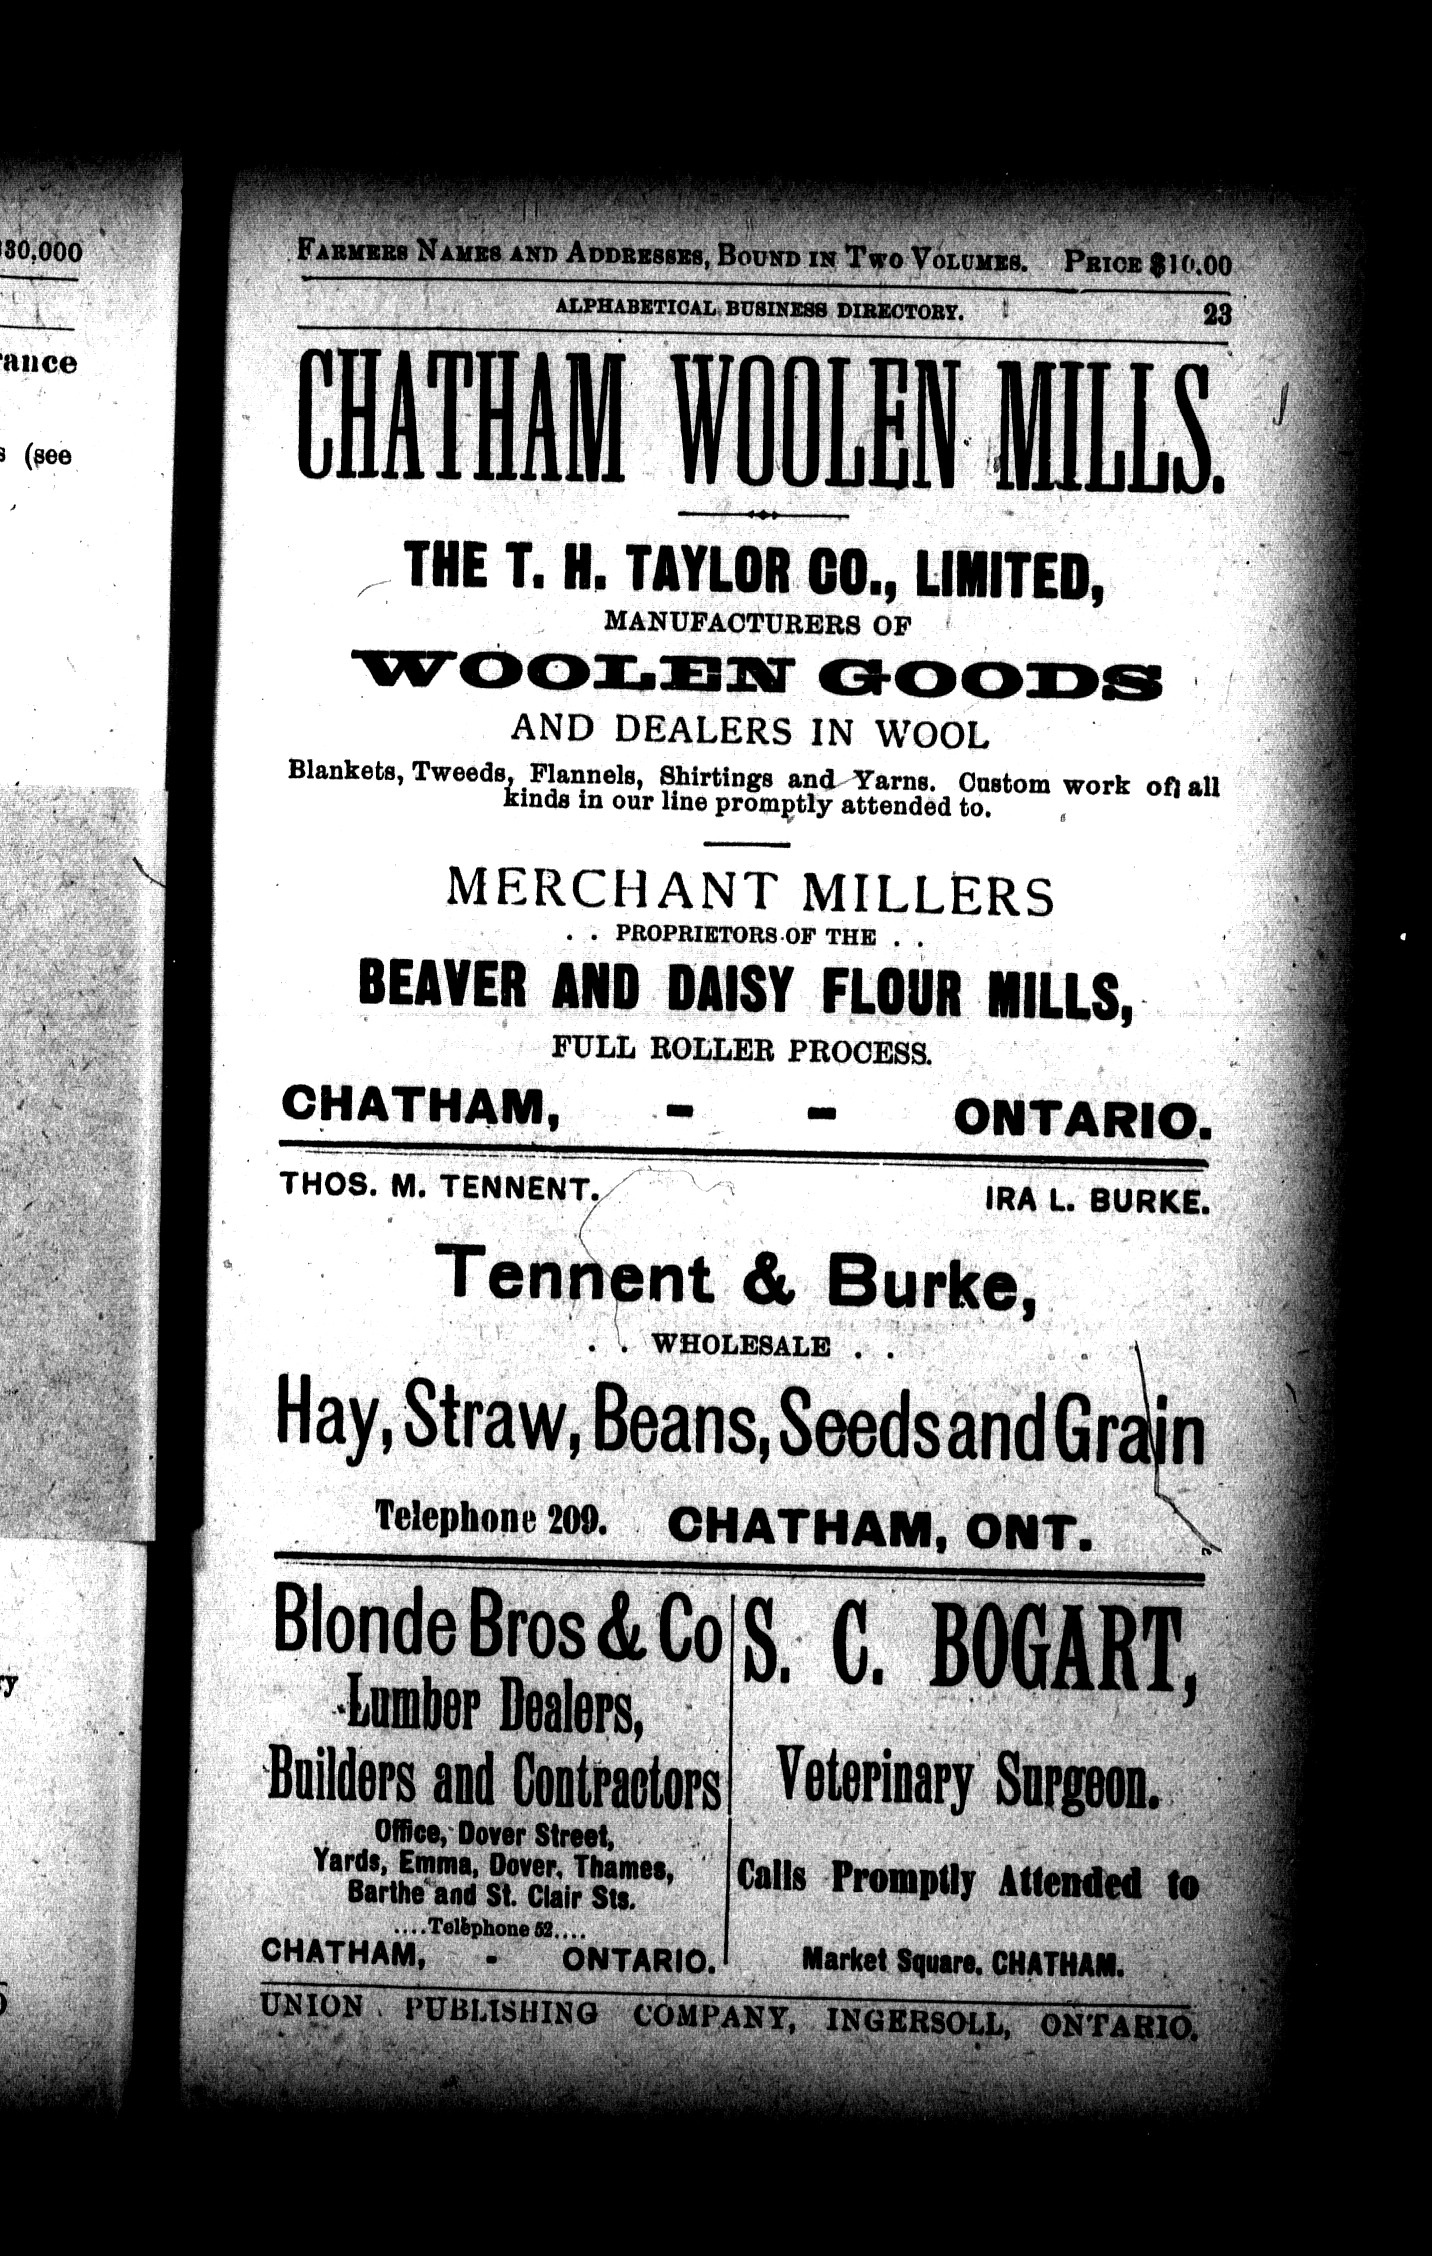 30,000
ance
(see
FARMERS NAMES AND ADDRESSES, BOUND IN TWO VOLUMES. PRICE $10.00
ALPHABETICAL BUSINESS DIRECTORY. 23
CHATHAM WOOLEN MILLS.
THE T. H. TAYLOR CO., LIMITED,
MANUFACTURERS OF
WOOLEN GOODS
AND DEALERS IN WOOL
Blankets, Tweeds, Flannels, Shirtings and Yarns. Custom work of all
kinds in our line promptly attended to.
MERCHANT MILLERS
. . PROPRIETORS OF THE . .
BEAVER AND DAISY FLOUR MILLS,
FULL ROLLER PROCESS.
CHATHAM, - - ONTARIO.
THOS. M. TENNENT. IRA L. BURKE.
Tennent & Burke,
. . WHOLESALE . .
Hay, Straw, Beans, Seeds and Grain
Telephone 209. CHATHAM, ONT.
Blonde Bros & Co
Lumber Dealers,
Builders and Contractors
Office, Dover Street,
Yards, Emma, Dover, Thames,
Barthe and St. Clair Sts.
....Telephone 52....
CHATHAM, - ONTARIO.
S. C. BOGART,
Veterinary Surgeon.
Calls Promptly Attended to
Market Square. CHATHAM.
UNION PUBLISHING COMPANY, INGERSOLL, ONTARIO.